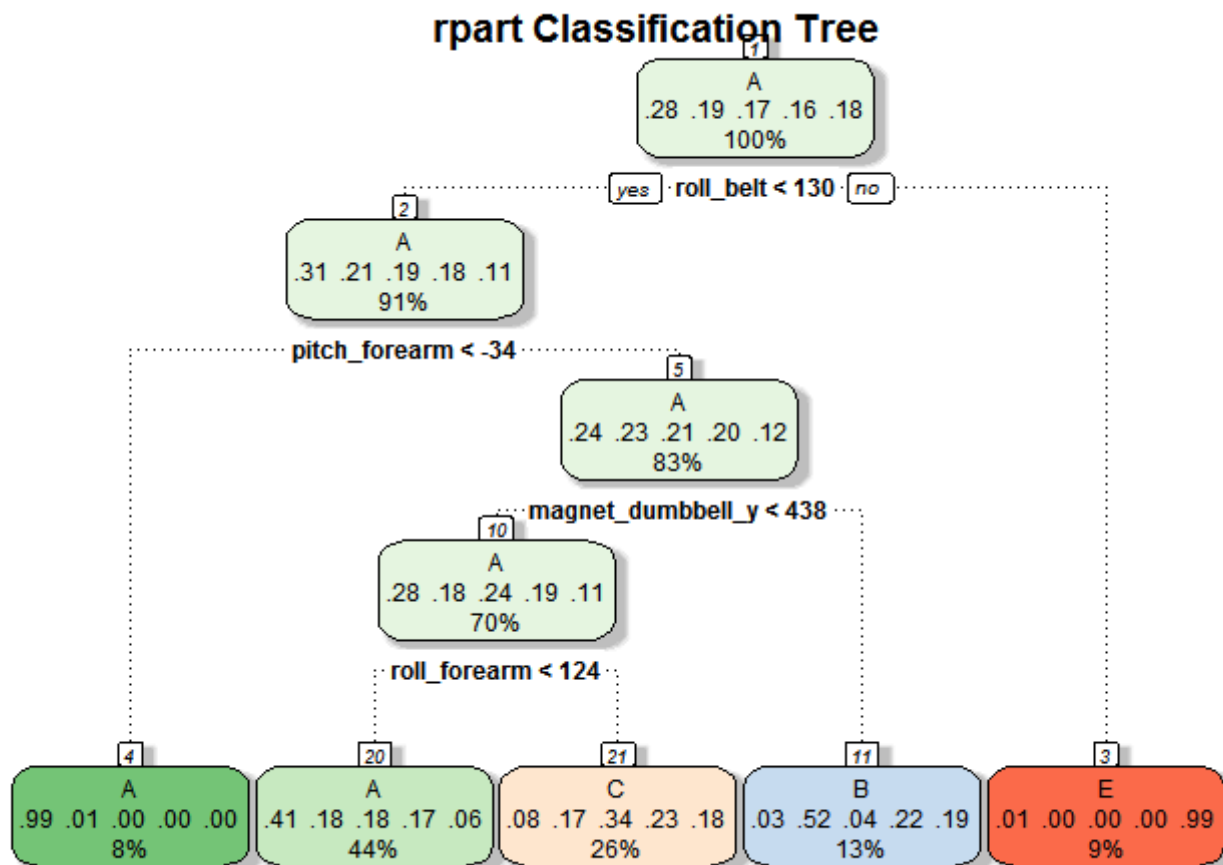 rpart Classification Tree
1
A
.28 .19 .17 .16 .18
100%
yes roll_belt < 130 no
2
A
.31 .21 .19 .18 .11
91%
pitch_forearm < -34
5
A
.24 .23 .21 .20 .12
83%
magnet_dumbbell_y < 438
10
A
.28 .18 .24 .19 .11
70%
roll_forearm < 124
4
A
.99 .01 .00 .00 .00
8%
20
A
.41 .18 .18 .17 .06
44%
21
C
.08 .17 .34 .23 .18
26%
11
B
.03 .52 .04 .22 .19
13%
3
E
.01 .00 .00 .00 .99
9%